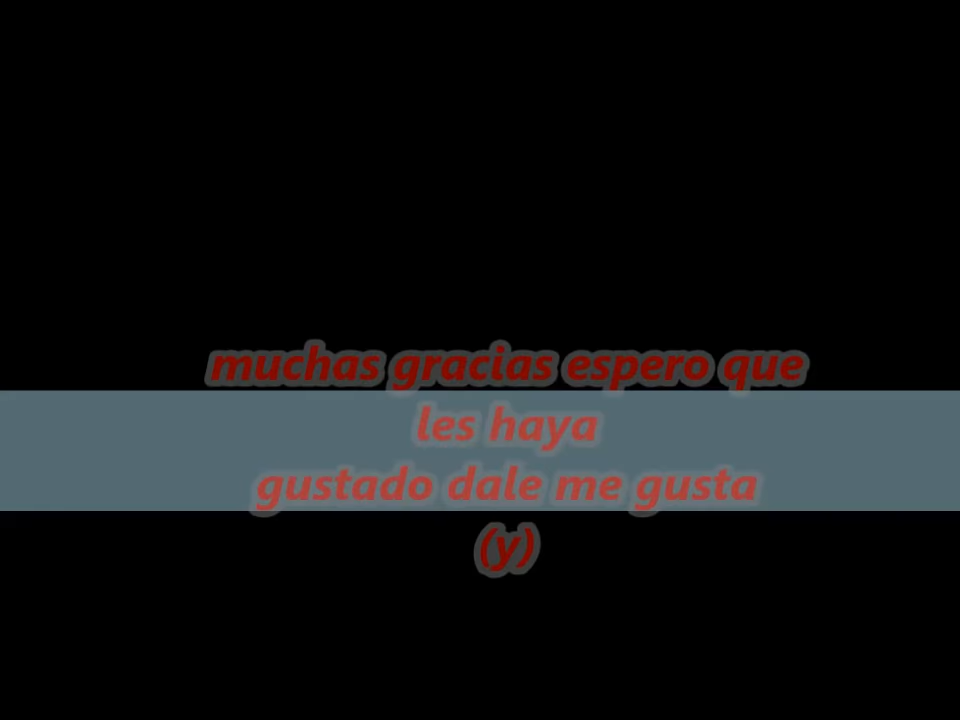 muchas gracias espero que
les haya
gustado dale me gusta
(y)